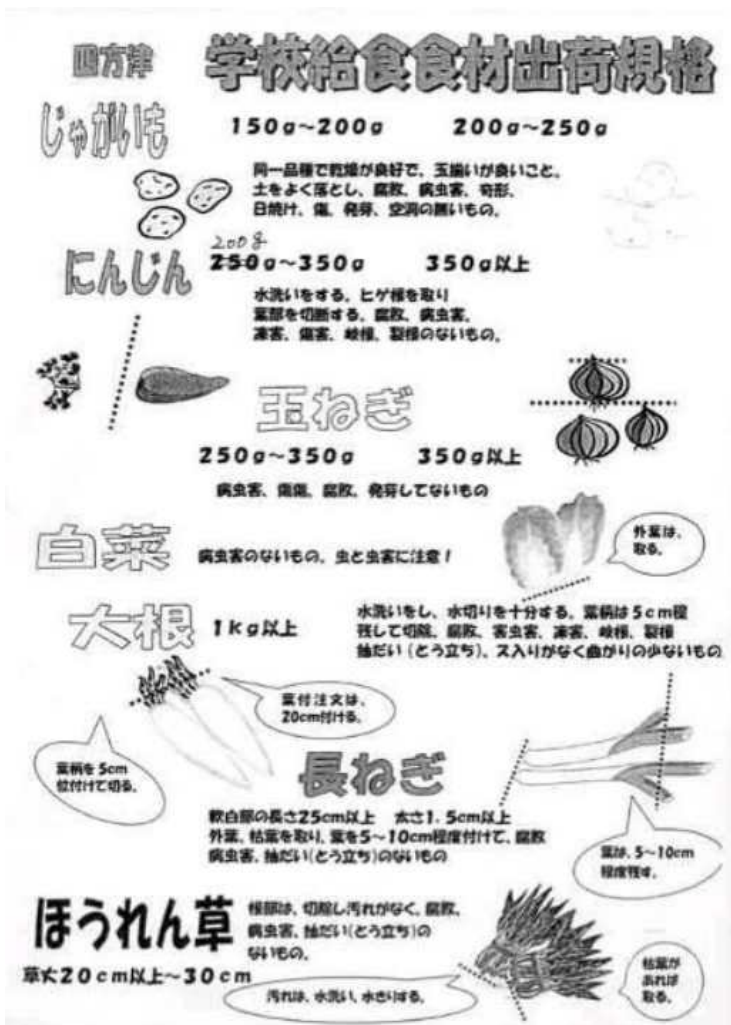 四方津 学校給食食材出荷規格
じゃがいも
150g～200g 200g～250g
同一品種で乾燥が良好で、玉揃いが良いこと。
土をよく落とし、腐敗、病虫害、奇形、
日焼け、傷、発芽、空洞の無いもの。
にんじん
200g
250g～350g 350g以上
水洗いをする。ヒゲ根を取り
葉部を切断する。腐敗、病虫害、
凍害、傷害、岐根、裂根のないもの。
玉ねぎ
250g～350g 350g以上
病虫害、傷、腐敗、発芽してないもの
白菜
病虫害のないもの、虫と虫害に注意！
外葉は、
取る。
大根
1kg以上
水洗いをし、水切りを十分する。葉柄は5cm程
残して切除、腐敗、害虫害、凍害、岐根、裂根
抽だい(とう立ち)、ス入りがなく曲がりの少ないもの
葉付注文は、
20cm付ける。
葉柄を5cm
位付けて切る。
長ねぎ
軟白部の長さ25cm以上 太さ1.5cm以上
外葉、枯葉を取り、葉を5～10cm程度付けて、腐敗
病虫害、抽だい(とう立ち)のないもの
葉は、5～10cm
程度残す。
ほうれん草
根部は、切除し汚れがなく、腐敗、
病虫害、抽だい(とう立ち)の
ないもの。
草丈20cm以上～30cm
汚れは、水洗い、水きりする。
枯葉が
あれば
取る。